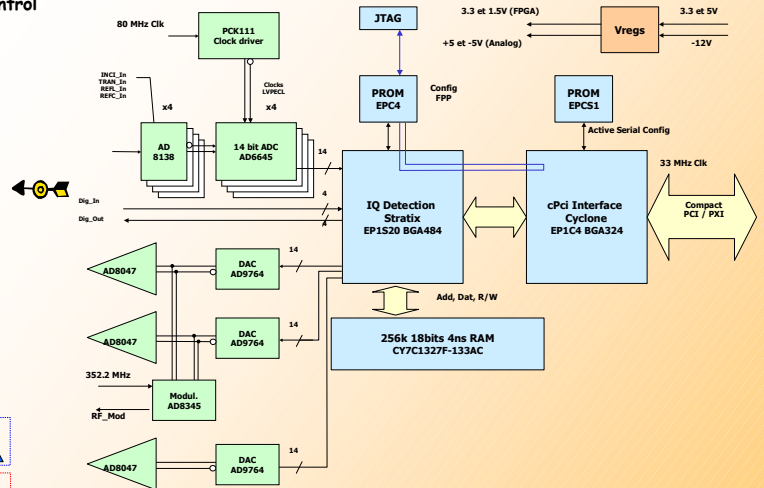 ontrol
80 MHz Clk
PCK111
Clock driver
JTAG
3.3 et 1.5V (FPGA)
+5 et -5V (Analog)
Vregs
3.3 et 5V
-12V
INCI_In
TRAN_In
REFL_In
REFC_In
x4
Clocks
LVPECL
x4
PROM
EPC4
Config
FPP
PROM
EPCS1
Active Serial Config
AD
8138
14 bit ADC
AD6645
14
IQ Detection
Stratix
EP1S20 BGA484
cPci Interface
Cyclone
EP1C4 BGA324
33 MHz Clk
Compact
PCI / PXI
Dig_In
4
Dig_Out
4
AD8047
DAC
AD9764
14
Add, Dat, R/W
AD8047
DAC
AD9764
14
256k 18bits 4ns RAM
CY7C1327F-133AC
352.2 MHz
RF_Mod
Modul.
AD8345
AD8047
DAC
AD9764
14